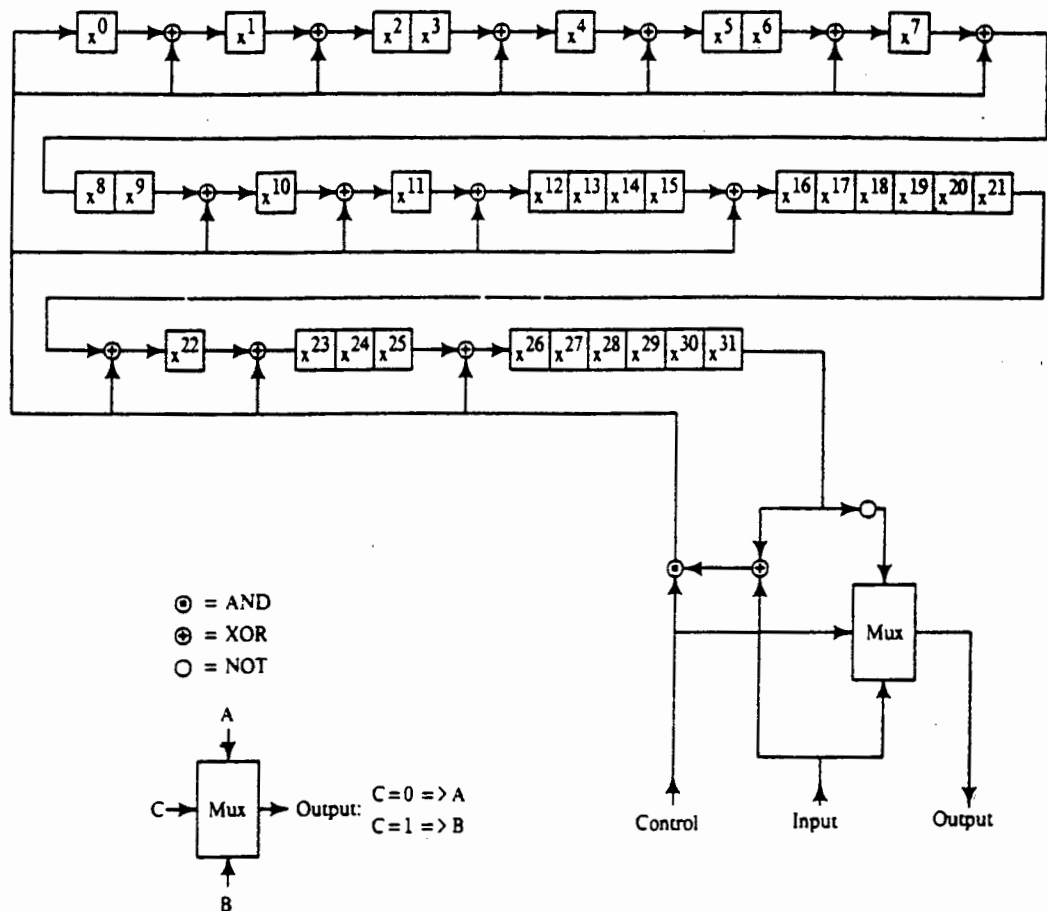 x⁰ x¹ x² x³ x⁴ x⁵ x⁶ x⁷
x⁸ x⁹ x¹⁰ x¹¹ x¹² x¹³ x¹⁴ x¹⁵ x¹⁶ x¹⁷ x¹⁸ x¹⁹ x²⁰ x²¹
x²² x²³ x²⁴ x²⁵ x²⁶ x²⁷ x²⁸ x²⁹ x³⁰ x³¹
= AND
= XOR
= NOT
Mux
A
C Mux Output: C=0 => A
C=1 => B
B
Control Input Output